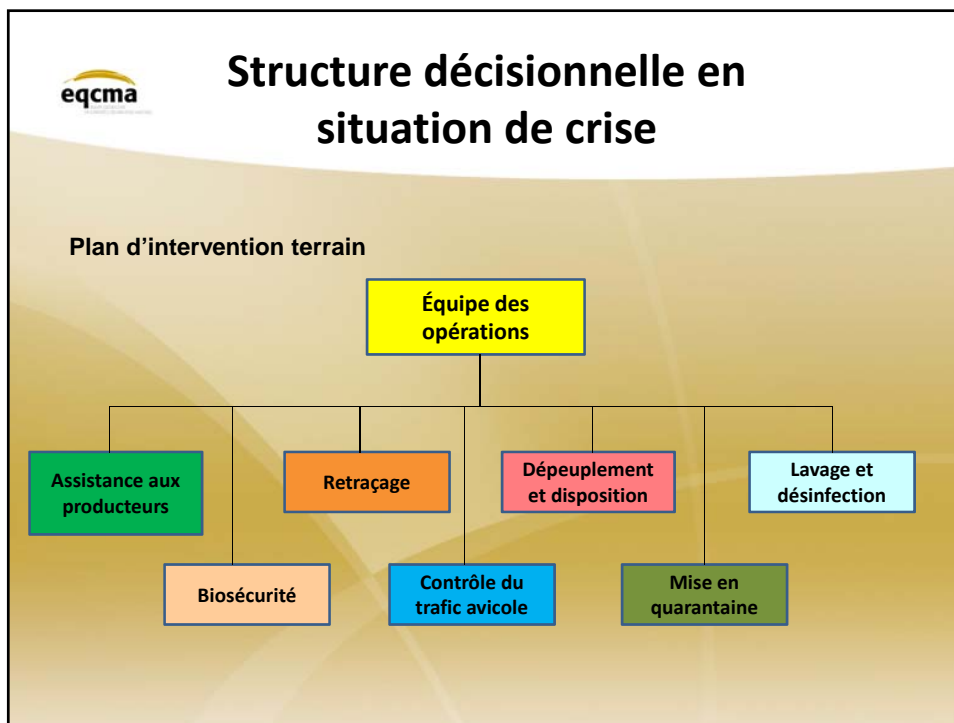 Structure décisionnelle en
situation de crise
eqcma
Plan d'intervention terrain
Équipe des
opérations
Assistance aux
producteurs
Retraçage
Dépeuplement
et disposition
Lavage et
désinfection
Biosécurité
Contrôle du
trafic avicole
Mise en
quarantaine